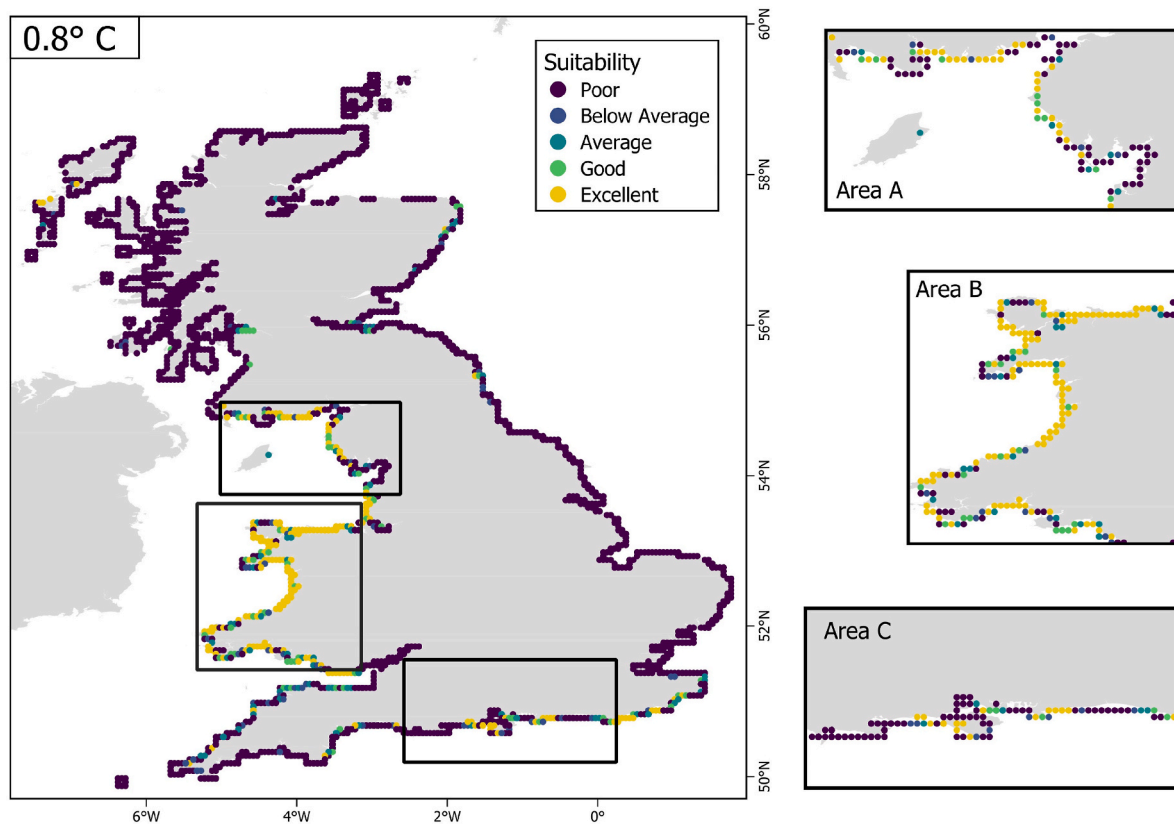 0.8° C
Suitability
Poor
Below Average
Average
Good
Excellent
60°N
58°N
56°N
54°N
52°N
50°N
6°W
4°W
2°W
0°
Area A
Area B
Area C